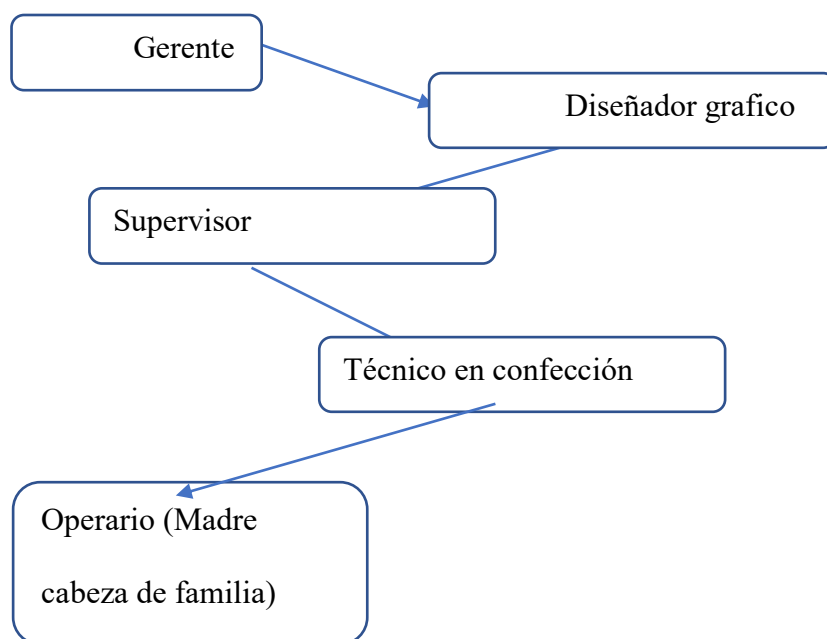 Gerente
Diseñador grafico
Supervisor
Técnico en confección
Operario (Madre
cabeza de familia)